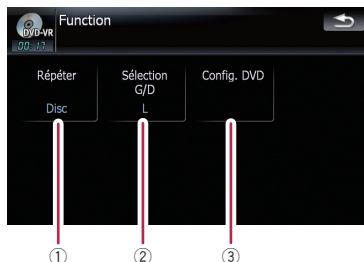 Function
DVD-VR
00:17
Répéter
Sélection
G/D
Config. DVD
Disc
L
① ② ③